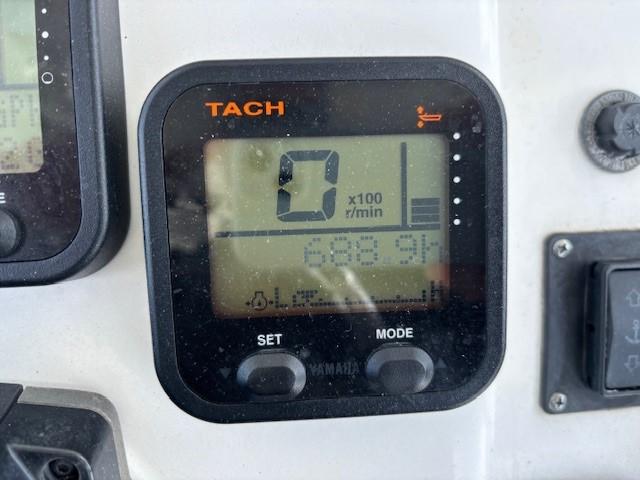 TACH
0
x100
r/min
688.9h
L H
SET MODE
YAMAHA